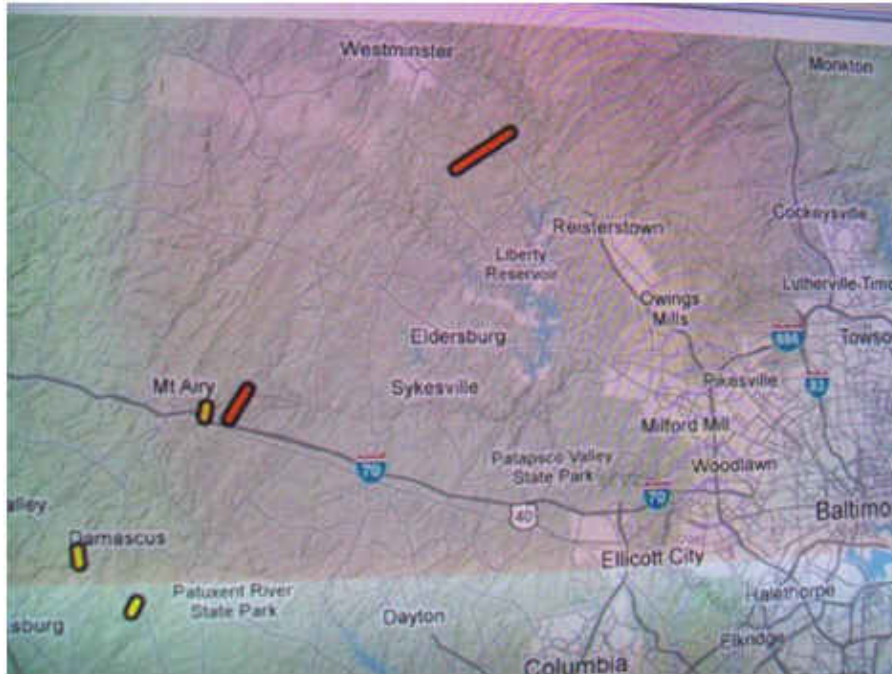 Westminster
Monkton
Cockeysville
Reisterstown
Liberty
Reservoir
Lutherville-Timo
Owings
Mills
Eldersburg
Towso
Pikesville
83
Mt Airy
Sykesville
Milford Mill
Patapsco Valley
State Park
Woodlawn
70
70
40
Baltimo
alley
Damascus
Ellicott City
Patuxent River
State Park
Halethorpe
Dayton
sburg
Elkridge
Columbia